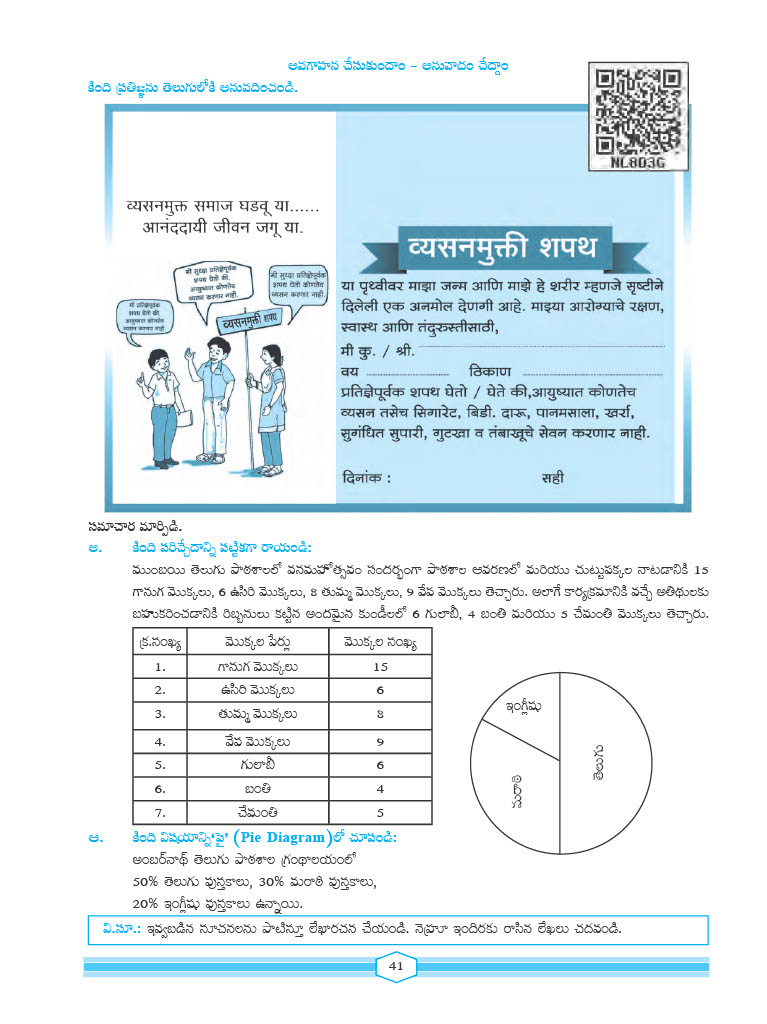 అవగాహన చేసుకుందాం – అనువాదం చేద్దాం
కింది ప్రతిజ్ఞను తెలుగులోకి అనువదించండి.
NL8D3G
व्यसनमुक्त समाज घडवू या......
आनंददायी जीवन जगू या.
मी प्रतिज्ञेपूर्वक
शपथ घेतो की,
आयुष्यात कोणतेच
व्यसन करणार नाही.
मी सुध्दा प्रतिज्ञेपूर्वक
शपथ घेतो की,
आयुष्यात कोणतेच
व्यसन करणार नाही.
मी सुध्दा प्रतिज्ञेपूर्वक
शपथ घेतो कोणतेच
व्यसन करणार नाही.
व्यसनमुक्ती शपथ
व्यसनमुक्ती शपथ
या पृथ्वीवर माझा जन्म आणि माझे हे शरीर म्हणजे सृष्टीने
दिलेली एक अनमोल देणगी आहे. माझ्या आरोग्याचे रक्षण,
स्वास्थ आणि तंदुरुस्तीसाठी,
मी कु. / श्री. ....................
वय .................... ठिकाण ....................
प्रतिज्ञेपूर्वक शपथ घेतो / घेते की,आयुष्यात कोणतेच
व्यसन तसेच सिगारेट, बिडी. दारू, पानमसाला, खर्रा,
सुगंधित सुपारी, गुटखा व तंबाखूचे सेवन करणार नाही.
दिनांक : सही
సమాచార మార్పిడి.
అ. కింది పరిచ్ఛేదాన్ని పట్టికగా రాయండి:
ముంబయి తెలుగు పాఠశాలలో వనమహోత్సవం సందర్భంగా పాఠశాల ఆవరణలో మరియు చుట్టుపక్కల నాటడానికి 15
గానుగ మొక్కలు, 6 ఉసిరి మొక్కలు, 8 తుమ్మ మొక్కలు, 9 వేప మొక్కలు తెచ్చారు. అలాగే కార్యక్రమానికి వచ్చే అతిథులకు
బహుకరించడానికి రిబ్బనులు కట్టిన అందమైన కుండీలలో 6 గులాబీ, 4 బంతి మరియు 5 చేమంతి మొక్కలు తెచ్చారు.
క్ర.సంఖ్య మొక్కల పేర్లు మొక్కల సంఖ్య
1. గానుగ మొక్కలు 15
2. ఉసిరి మొక్కలు 6
3. తుమ్మ మొక్కలు 8
4. వేప మొక్కలు 9
5. గులాబీ 6
6. బంతి 4
7. చేమంతి 5
ఇంగ్లీషు
మరాఠి
తెలుగు
ఆ. కింది విషయాన్ని'పై' (Pie Diagram)లో చూపండి:
అంబర్‌నాథ్ తెలుగు పాఠశాల గ్రంథాలయంలో
50% తెలుగు పుస్తకాలు, 30% మరాఠి పుస్తకాలు,
20% ఇంగ్లీషు పుస్తకాలు ఉన్నాయి.
వి.సూ.: ఇవ్వబడిన సూచనలను పాటిస్తూ లేఖారచన చేయండి. నెహ్రూ ఇందిరకు రాసిన లేఖలు చదవండి.
41